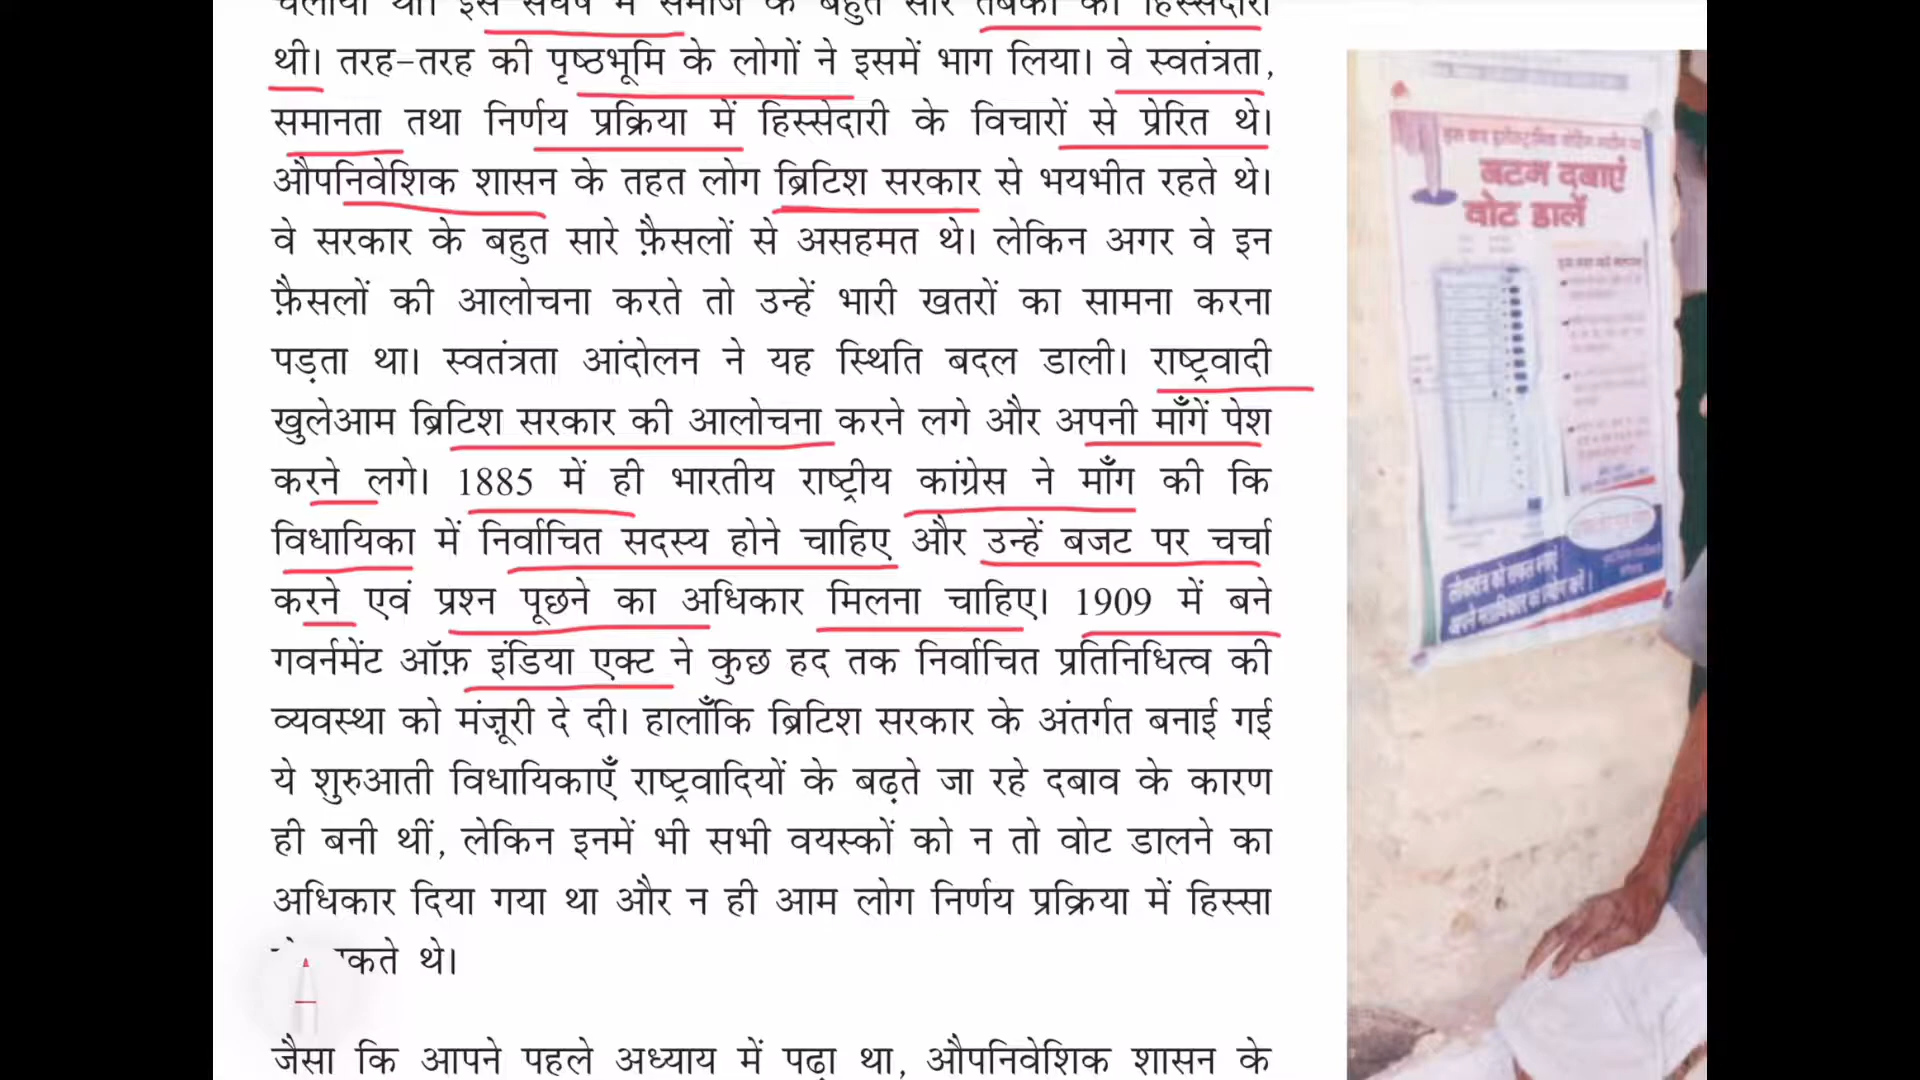 थी। तरह-तरह की पृष्ठभूमि के लोगों ने इसमें भाग लिया। वे स्वतंत्रता,
समानता तथा निर्णय प्रक्रिया में हिस्सेदारी के विचारों से प्रेरित थे।
औपनिवेशिक शासन के तहत लोग ब्रिटिश सरकार से भयभीत रहते थे।
वे सरकार के बहुत सारे फ़ैसलों से असहमत थे। लेकिन अगर वे इन
फ़ैसलों की आलोचना करते तो उन्हें भारी खतरों का सामना करना
पड़ता था। स्वतंत्रता आंदोलन ने यह स्थिति बदल डाली। राष्ट्रवादी
खुलेआम ब्रिटिश सरकार की आलोचना करने लगे और अपनी माँगें पेश
करने लगे। 1885 में ही भारतीय राष्ट्रीय कांग्रेस ने माँग की कि
विधायिका में निर्वाचित सदस्य होने चाहिए और उन्हें बजट पर चर्चा
करने एवं प्रश्न पूछने का अधिकार मिलना चाहिए। 1909 में बने
गवर्नमेंट ऑफ़ इंडिया एक्ट ने कुछ हद तक निर्वाचित प्रतिनिधित्व की
व्यवस्था को मंज़ूरी दे दी। हालाँकि ब्रिटिश सरकार के अंतर्गत बनाई गई
ये शुरुआती विधायिकाएँ राष्ट्रवादियों के बढ़ते जा रहे दबाव के कारण
ही बनी थीं, लेकिन इनमें भी सभी वयस्कों को न तो वोट डालने का
अधिकार दिया गया था और न ही आम लोग निर्णय प्रक्रिया में हिस्सा
थे।
जैसा कि आपने पहले अध्याय में पढ़ा था, औपनिवेशिक शासन के
बटन दबाएं
वोट डालें